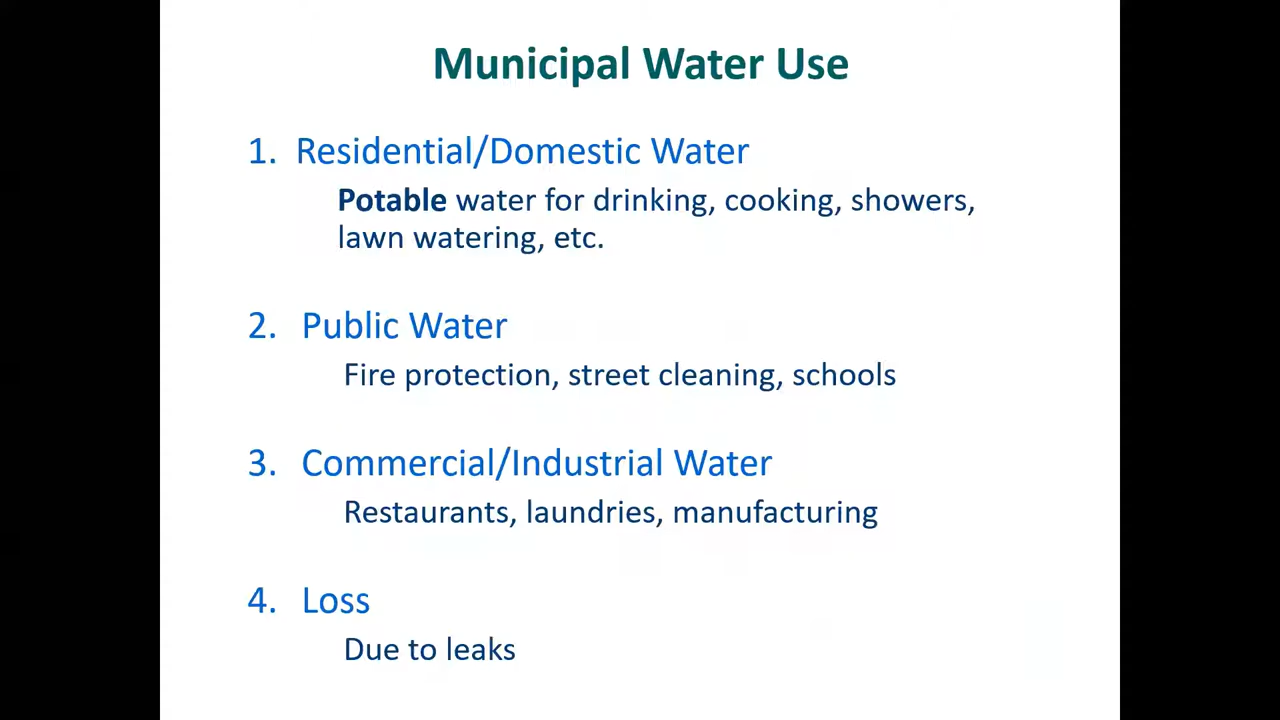 Municipal Water Use
1. Residential/Domestic Water
Potable water for drinking, cooking, showers,
lawn watering, etc.
2. Public Water
Fire protection, street cleaning, schools
3. Commercial/Industrial Water
Restaurants, laundries, manufacturing
4. Loss
Due to leaks